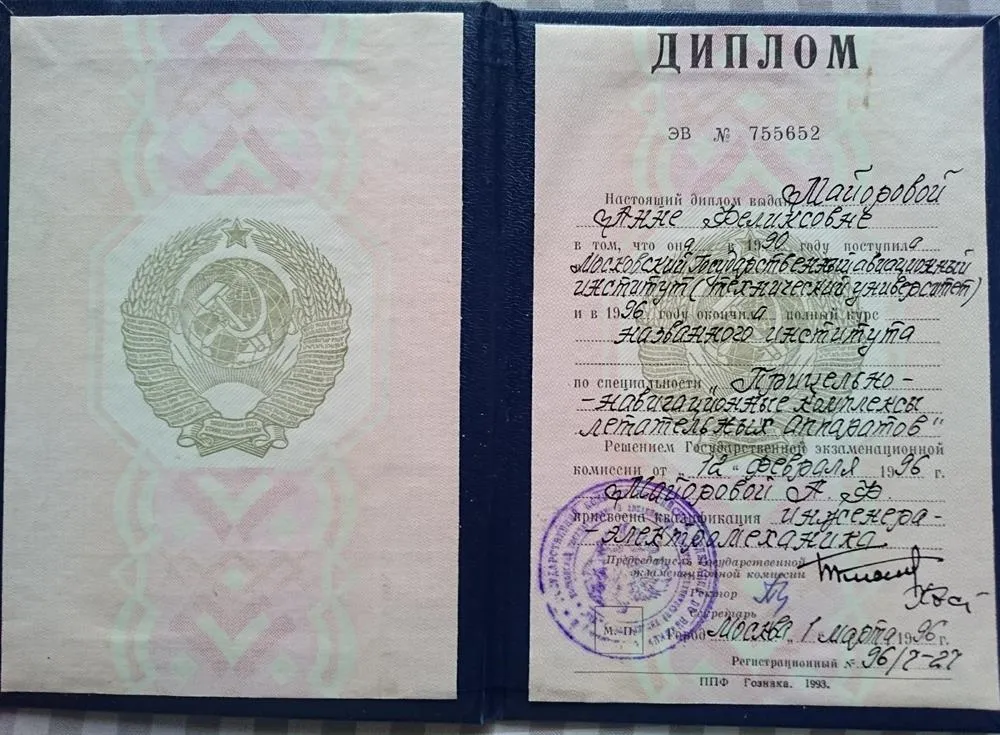 ДИПЛОМ
ЭВ № 755652
Настоящий диплом выдан Майоровой
Анне Феликсовне
в том, что она в 1990 году поступила
в Московский Государственный авиационный
институт (технический университет)
и в 1996 году окончила полный курс
названного института
по специальности „Прицельно-
-навигационные комплексы
летательных аппаратов"
Решением Государственной экзаменационной
комиссии от „12" февраля 1996 г.
Майоровой А. Ф.
присвоена квалификация инженера-
-электромеханика
Председатель Государственной
экзаменационной комиссии
Ректор
Секретарь
М. П. Город Москва 1 марта 1996 г.
Регистрационный № 96/7-27
ППФ Гознака. 1993.